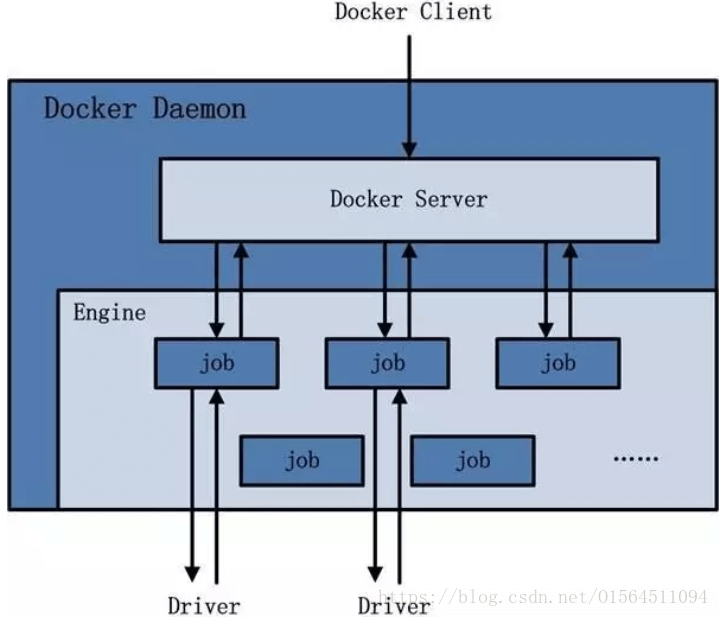 Docker Client
Docker Daemon
Docker Server
Engine
job
job
job
job
job
......
Driver
Driver
https://blog.csdn.net/01564511094